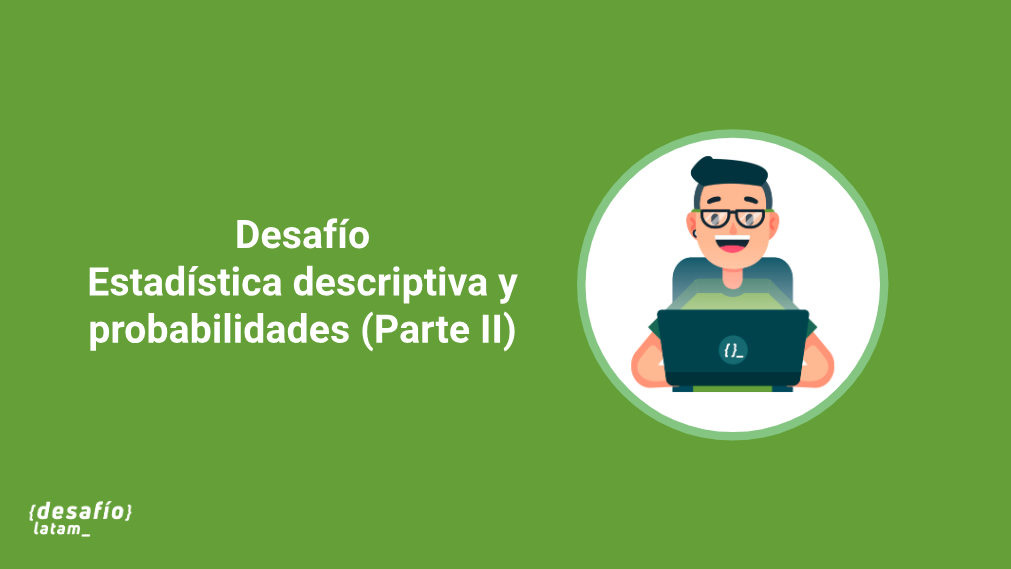 Desafío
Estadística descriptiva y
probabilidades (Parte II)
{}_
{desafío}
latam_